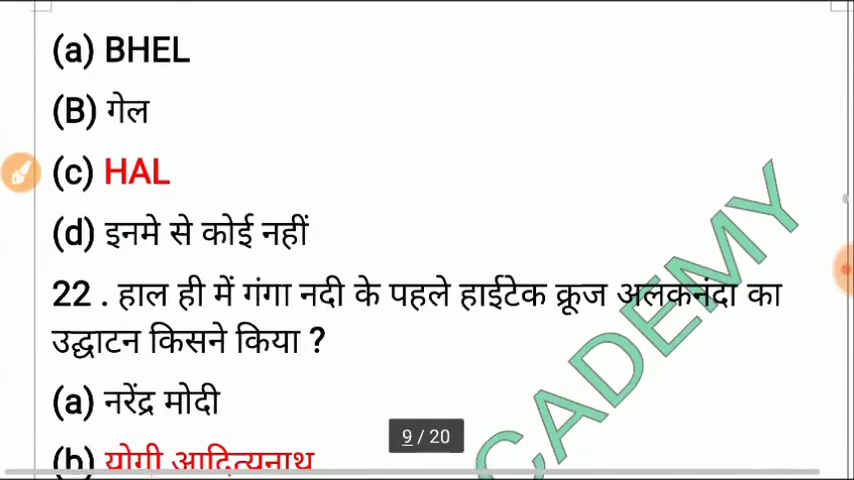 (a) BHEL
(B) गेल
(c) HAL
(d) इनमे से कोई नहीं
22 . हाल ही में गंगा नदी के पहले हाईटेक क्रूज अलकनंदा का
उद्घाटन किसने किया ?
(a) नरेंद्र मोदी
(b) योगी आदित्यनाथ
9 / 20
CADEMY